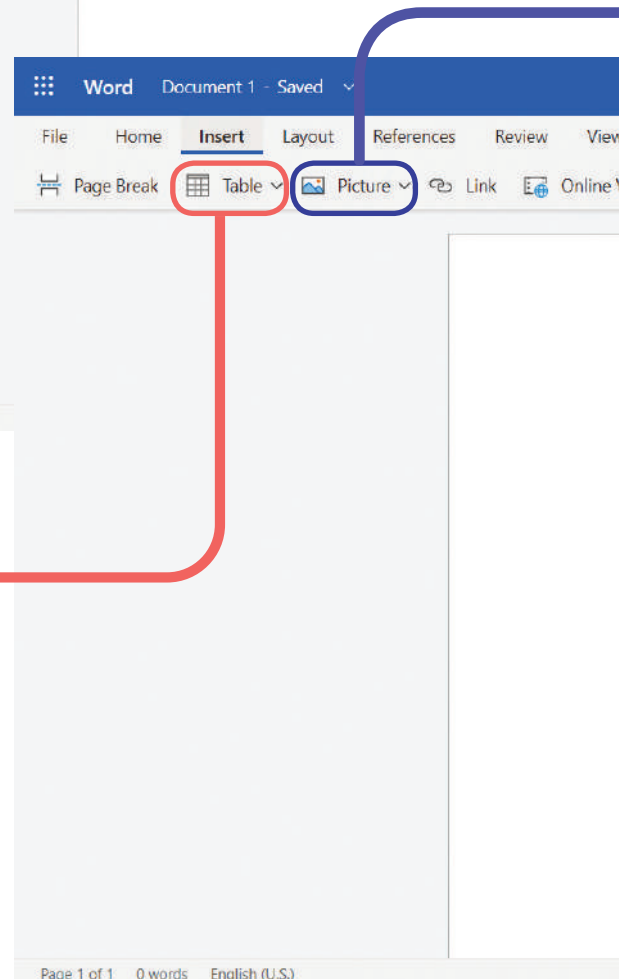 Word Document 1 - Saved
File Home Insert Layout References Review View
Page Break Table Picture Link Online
Page 1 of 1 0 words English (U.S.)